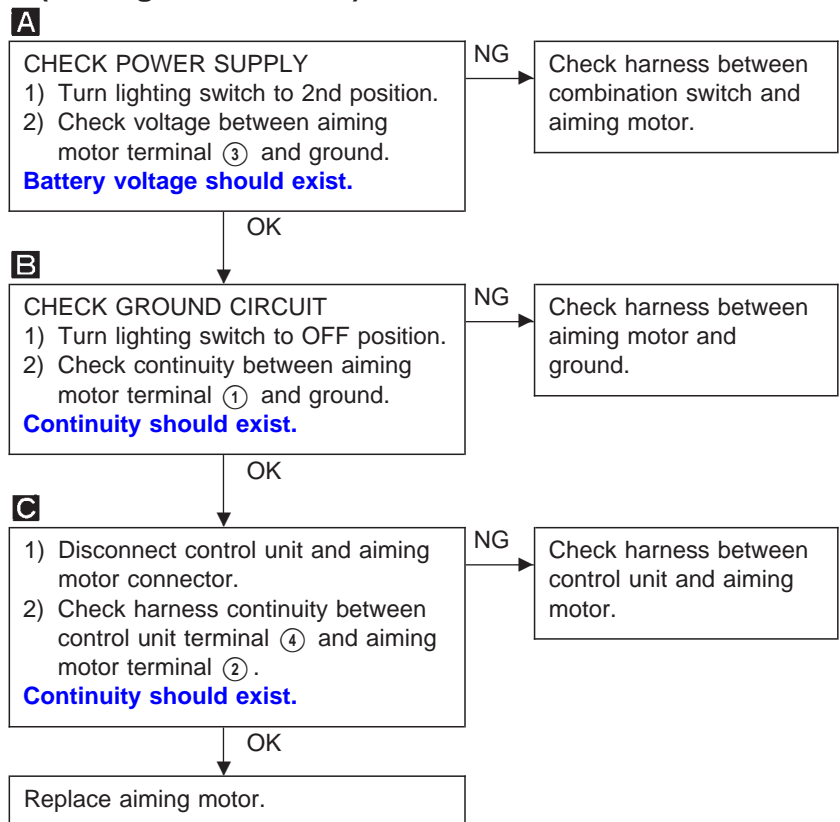 A
CHECK POWER SUPPLY
1) Turn lighting switch to 2nd position.
2) Check voltage between aiming
motor terminal ③ and ground.
Battery voltage should exist.
NG
Check harness between
combination switch and
aiming motor.
OK
B
CHECK GROUND CIRCUIT
1) Turn lighting switch to OFF position.
2) Check continuity between aiming
motor terminal ① and ground.
Continuity should exist.
NG
Check harness between
aiming motor and
ground.
OK
C
1) Disconnect control unit and aiming
motor connector.
2) Check harness continuity between
control unit terminal ④ and aiming
motor terminal ②.
Continuity should exist.
NG
Check harness between
control unit and aiming
motor.
OK
Replace aiming motor.